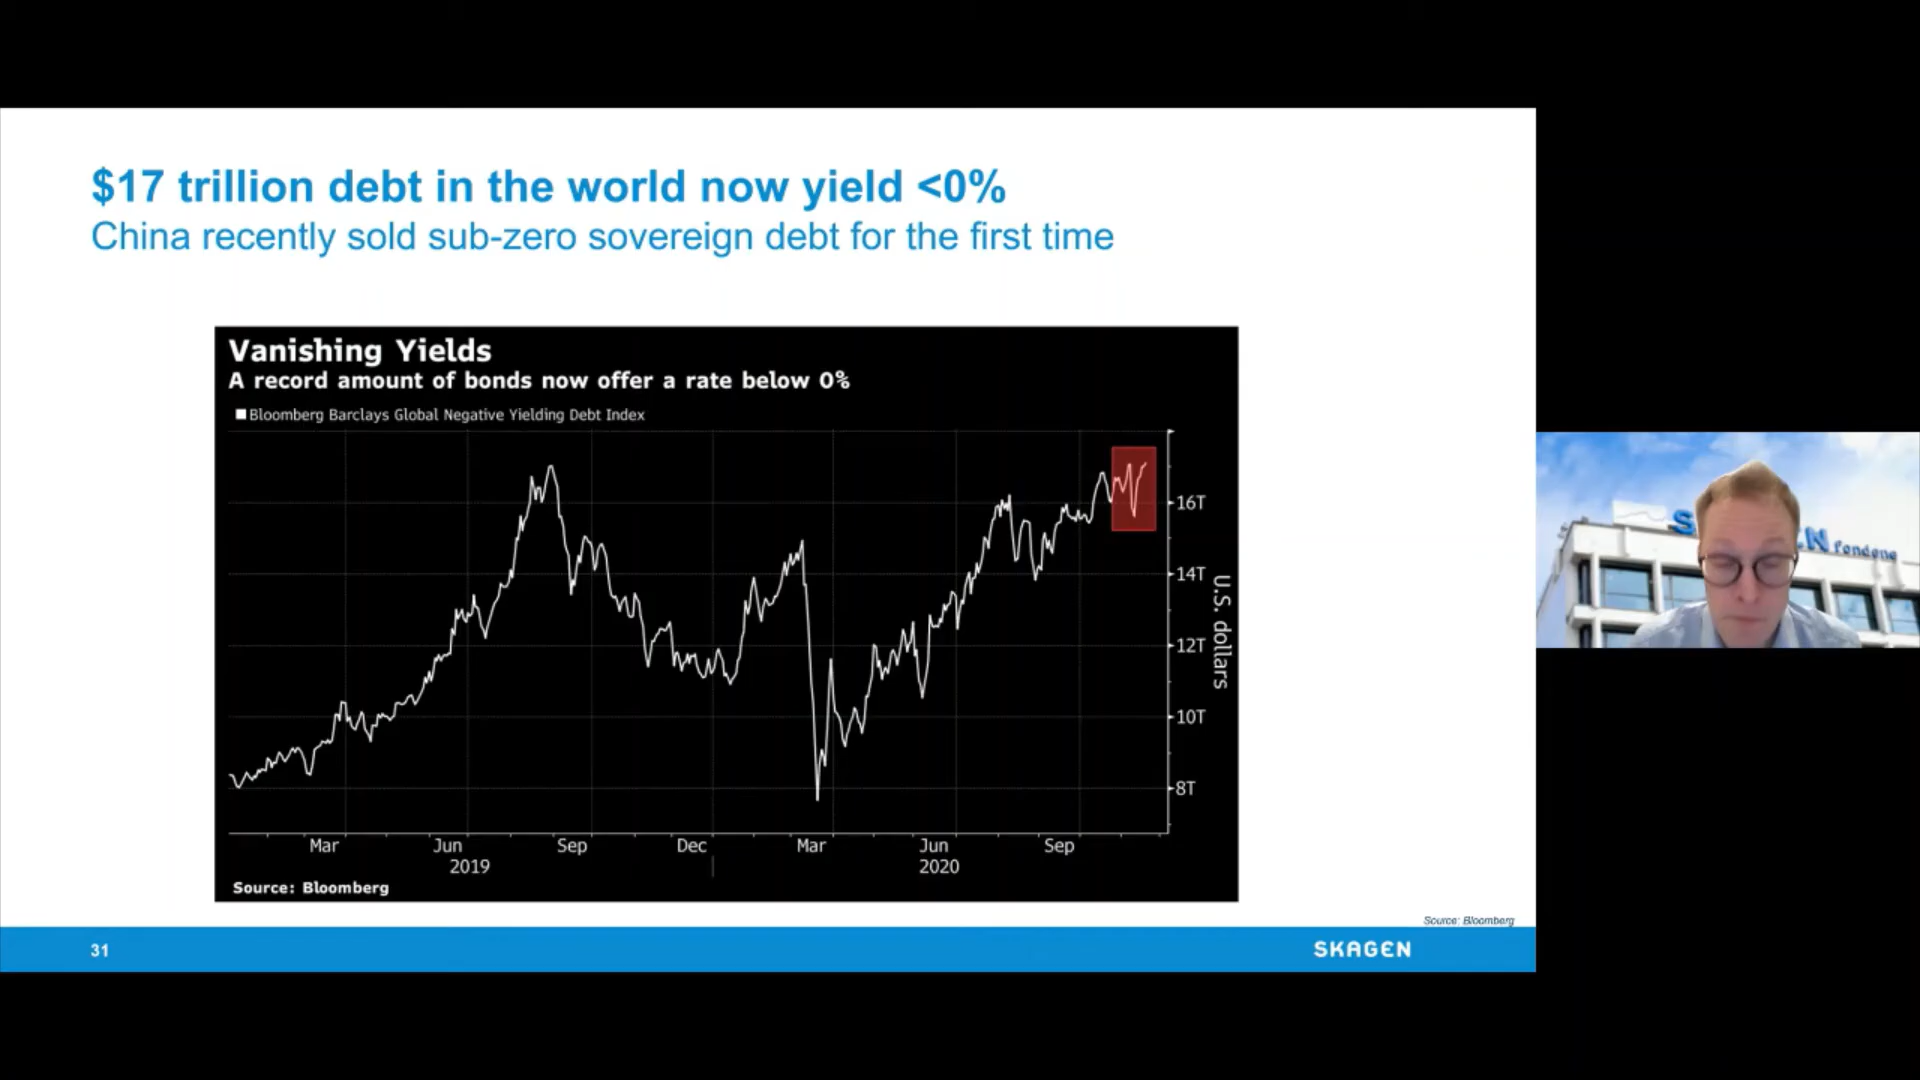 $17 trillion debt in the world now yield <0%
China recently sold sub-zero sovereign debt for the first time
Vanishing Yields
A record amount of bonds now offer a rate below 0%
Bloomberg Barclays Global Negative Yielding Debt Index
16T
14T
12T
10T
8T
U.S. dollars
Mar Jun Sep Dec Mar Jun Sep
2019 2020
Source: Bloomberg
Source: Bloomberg
31
SKAGEN
fondene